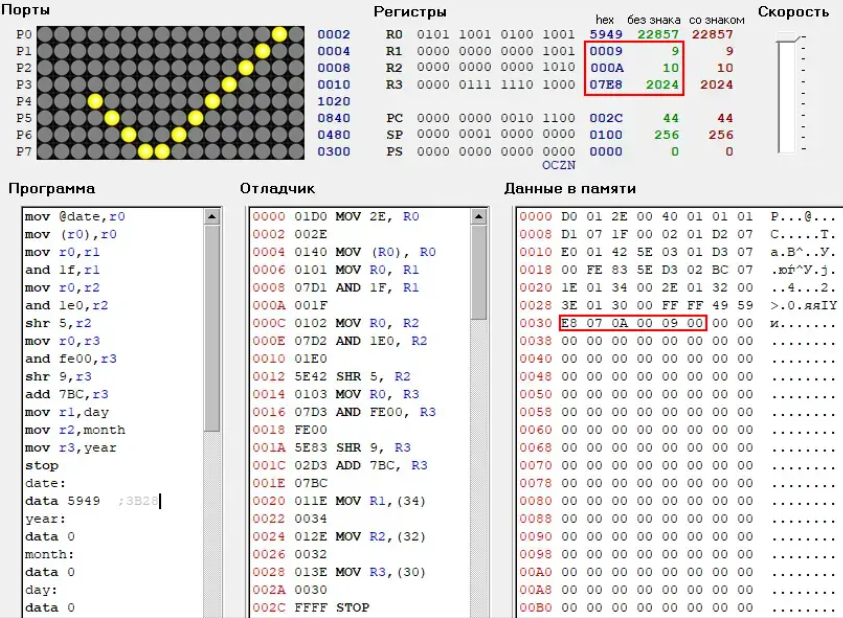 Порты
P0 0002
P1 0004
P2 0008
P3 0010
P4 1020
P5 0840
P6 0480
P7 0300
Регистры
hex без знака со знаком
R0 0101 1001 0100 1001 5949 22857 22857
R1 0000 0000 0000 1001 0009 9 9
R2 0000 0000 0000 1010 000A 10 10
R3 0000 0111 1110 1000 07E8 2024 2024
PC 0000 0000 0010 1100 002C 44 44
SP 0000 0001 0000 0000 0100 256 256
PS 0000 0000 0000 0000 0000 0 0
OCZN
Скорость
Программа
mov @date,r0
mov (r0),r0
mov r0,r1
and 1f,r1
mov r0,r2
and 1e0,r2
shr 5,r2
mov r0,r3
and fe00,r3
shr 9,r3
add 7BC,r3
mov r1,day
mov r2,month
mov r3,year
stop
date:
data 5949 ;3B28
year:
data 0
month:
data 0
day:
data 0
Отладчик
0000 01D0 MOV 2E, R0
0002 002E
0004 0140 MOV (R0), R0
0006 0101 MOV R0, R1
0008 07D1 AND 1F, R1
000A 001F
000C 0102 MOV R0, R2
000E 07D2 AND 1E0, R2
0010 01E0
0012 5E42 SHR 5, R2
0014 0103 MOV R0, R3
0016 07D3 AND FE00, R3
0018 FE00
001A 5E83 SHR 9, R3
001C 02D3 ADD 7BC, R3
001E 07BC
0020 011E MOV R1,(34)
0022 0034
0024 012E MOV R2,(32)
0026 0032
0028 013E MOV R3,(30)
002A 0030
002C FFFF STOP
Данные в памяти
0000 D0 01 2E 00 40 01 01 01 Р...@...
0008 D1 07 1F 00 02 01 D2 07 С.....Т.
0010 E0 01 42 5E 03 01 D3 07 а.B^..У.
0018 00 FE 83 5E D3 02 BC 07 .юѓ^У.ј.
0020 1E 01 34 00 2E 01 32 00 ..4...2.
0028 3E 01 30 00 FF FF 49 59 >.0.яяIY
0030 E8 07 0A 00 09 00 00 00 и.......
0038 00 00 00 00 00 00 00 00 ........
0040 00 00 00 00 00 00 00 00 ........
0048 00 00 00 00 00 00 00 00 ........
0050 00 00 00 00 00 00 00 00 ........
0058 00 00 00 00 00 00 00 00 ........
0060 00 00 00 00 00 00 00 00 ........
0068 00 00 00 00 00 00 00 00 ........
0070 00 00 00 00 00 00 00 00 ........
0078 00 00 00 00 00 00 00 00 ........
0080 00 00 00 00 00 00 00 00 ........
0088 00 00 00 00 00 00 00 00 ........
0090 00 00 00 00 00 00 00 00 ........
0098 00 00 00 00 00 00 00 00 ........
00A0 00 00 00 00 00 00 00 00 ........
00A8 00 00 00 00 00 00 00 00 ........
00B0 00 00 00 00 00 00 00 00 ........